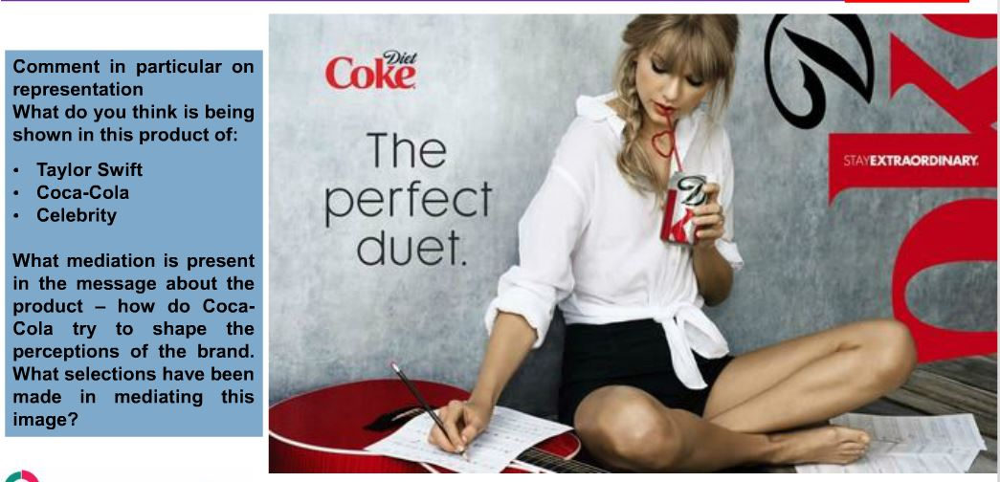 Comment in particular on
representation
What do you think is being
shown in this product of:
• Taylor Swift
• Coca-Cola
• Celebrity
What mediation is present
in the message about the
product – how do Coca-
Cola try to shape the
perceptions of the brand.
What selections have been
made in mediating this
image?
Diet
Coke
The
perfect
duet.
STAYEXTRAORDINARY.